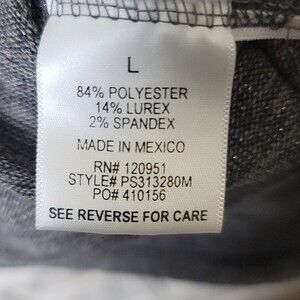 L
84% POLYESTER
14% LUREX
2% SPANDEX
MADE IN MEXICO
RN# 120951
STYLE# PS313280M
PO# 410156
SEE REVERSE FOR CARE